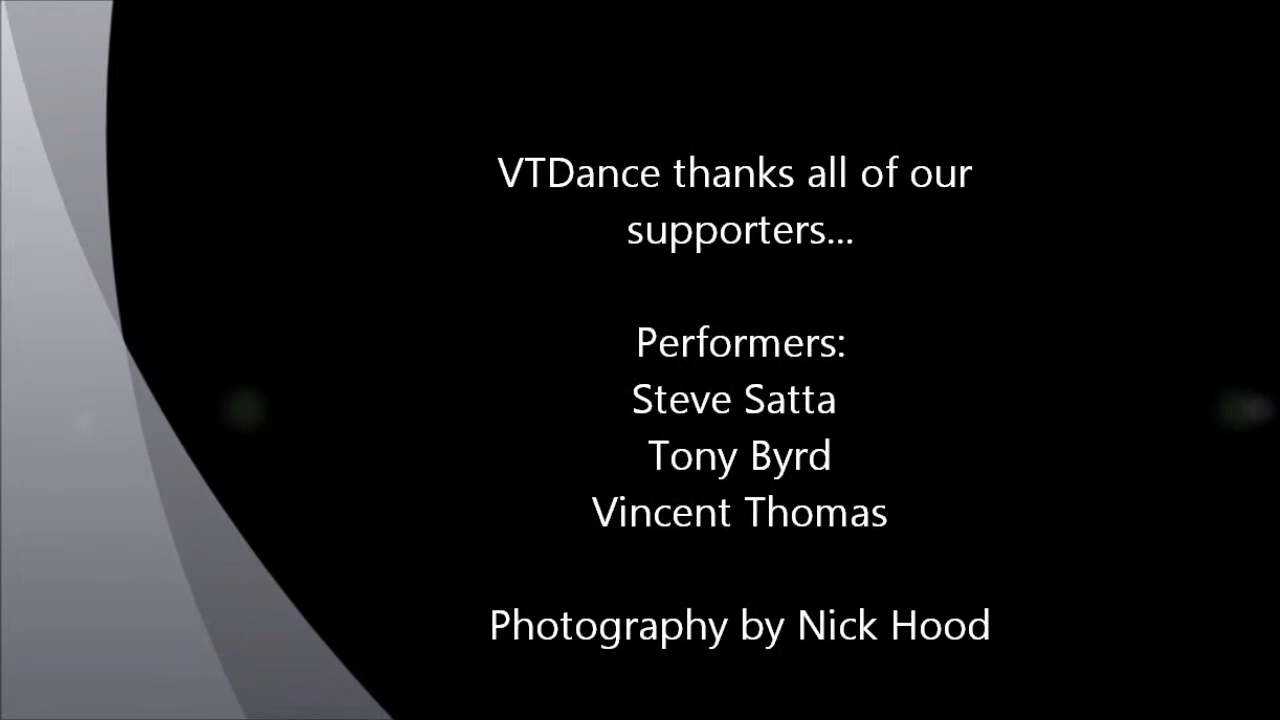 VTDance thanks all of our
supporters...
Performers:
Steve Satta
Tony Byrd
Vincent Thomas
Photography by Nick Hood